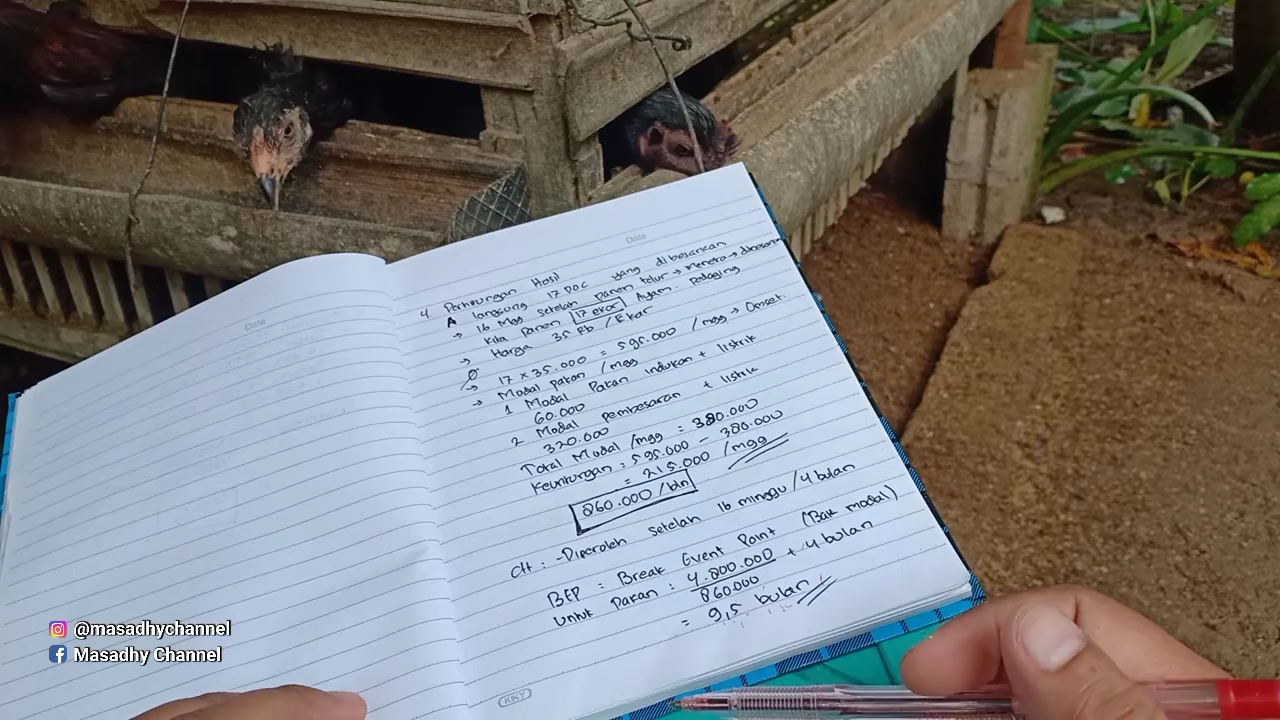 Date
Date
4 Perhitungan Hasil
A langsung 17 DOC yang dibesarkan
→ 16 Mgg setelah panen telur → menetas → dibesarkan
Kita Panen 17 ekor Ayam. Pedaging
→ Harga 35 Rb / Ekor
→ 17 x 35.000 = 595.000 / mgg → Omset.
→ Modal pakan / mgg
1 Modal Pakan indukan + listrik
60.000
2 Modal pembesaran + listrik
320.000
Total Modal / mgg = 380.000
Keuntungan = 595.000 - 380.000
= 215.000 / mgg
860.000 / bln
Ctt : - Diperoleh setelah 16 minggu / 4 bulan
BEP = Break Event Point (Balik modal)
untuk Pakan = 4.800.000 + 4 bulan
860.000
= 9,5 bulan
KIKY
@masadhychannel
Masadhy Channel